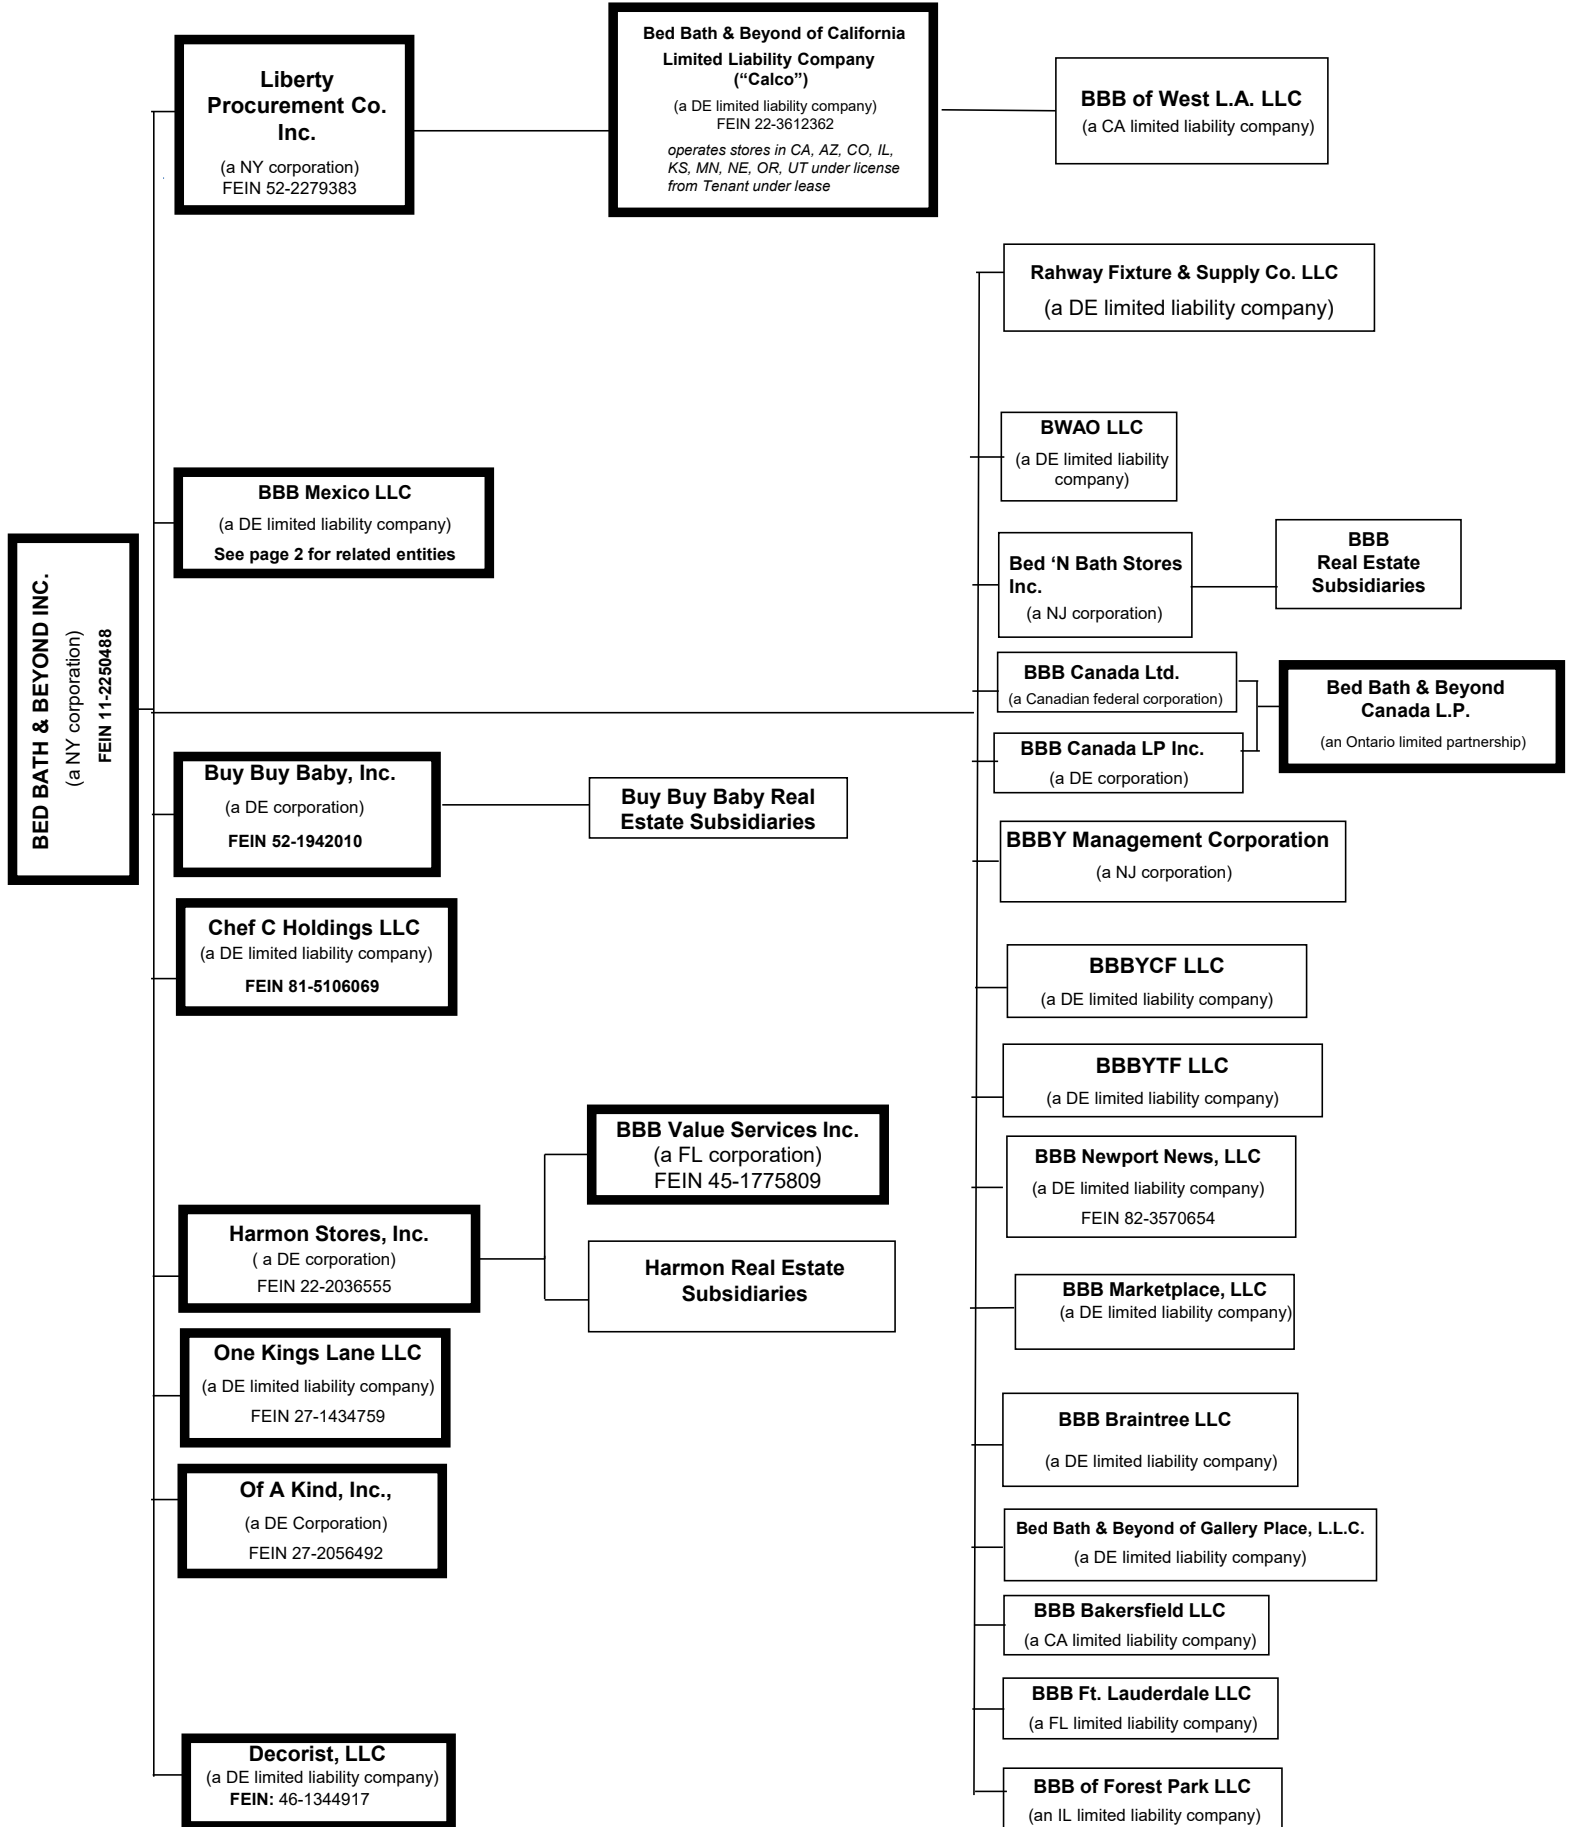 BED BATH & BEYOND INC.
(a NY corporation)
FEIN 11-2250488
Liberty
Procurement Co.
Inc.
(a NY corporation)
FEIN 52-2279383
Bed Bath & Beyond of California
Limited Liability Company
(“Calco”)
(a DE limited liability company)
FEIN 22-3612362
operates stores in CA, AZ, CO, IL,
KS, MN, NE, OR, UT under license
from Tenant under lease
BBB of West L.A. LLC
(a CA limited liability company)
BBB Mexico LLC
(a DE limited liability company)
See page 2 for related entities
Buy Buy Baby, Inc.
(a DE corporation)
FEIN 52-1942010
Buy Buy Baby Real
Estate Subsidiaries
Chef C Holdings LLC
(a DE limited liability company)
FEIN 81-5106069
Harmon Stores, Inc.
( a DE corporation)
FEIN 22-2036555
BBB Value Services Inc.
(a FL corporation)
FEIN 45-1775809
Harmon Real Estate
Subsidiaries
One Kings Lane LLC
(a DE limited liability company)
FEIN 27-1434759
Of A Kind, Inc.,
(a DE Corporation)
FEIN 27-2056492
Decorist, LLC
(a DE limited liability company)
FEIN: 46-1344917
Rahway Fixture & Supply Co. LLC
(a DE limited liability company)
BWAO LLC
(a DE limited liability
company)
Bed ‘N Bath Stores
Inc.
(a NJ corporation)
BBB
Real Estate
Subsidiaries
BBB Canada Ltd.
(a Canadian federal corporation)
BBB Canada LP Inc.
(a DE corporation)
Bed Bath & Beyond
Canada L.P.
(an Ontario limited partnership)
BBBY Management Corporation
(a NJ corporation)
BBBYCF LLC
(a DE limited liability company)
BBBYTF LLC
(a DE limited liability company)
BBB Newport News, LLC
(a DE limited liability company)
FEIN 82-3570654
BBB Marketplace, LLC
(a DE limited liability company)
BBB Braintree LLC
(a DE limited liability company)
Bed Bath & Beyond of Gallery Place, L.L.C.
(a DE limited liability company)
BBB Bakersfield LLC
(a CA limited liability company)
BBB Ft. Lauderdale LLC
(a FL limited liability company)
BBB of Forest Park LLC
(an IL limited liability company)